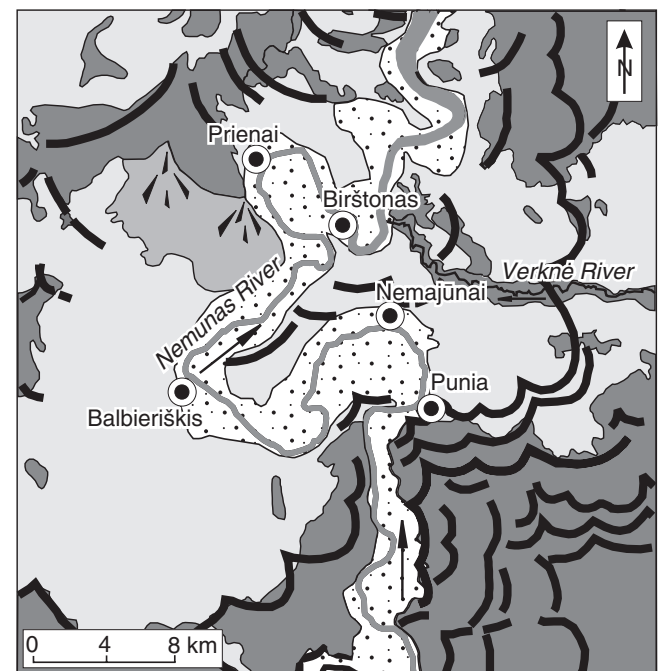 N
Prienai
Birštonas
Verknė River
Nemunas River
Nemajūnai
Punia
Balbieriškis
0 4 8 km